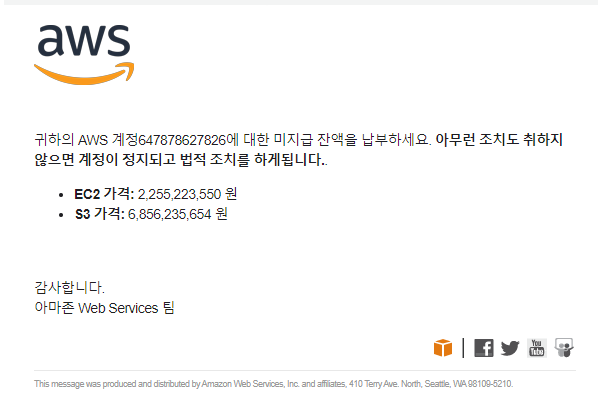 aws
귀하의 AWS 계정647878627826에 대한 미지급 잔액을 납부하세요. 아무런 조치도 취하지
않으면 계정이 정지되고 법적 조치를 하게됩니다..
• EC2 가격: 2,255,223,550 원
• S3 가격: 6,856,235,654 원
감사합니다.
아마존 Web Services 팀
You
Tube
This message was produced and distributed by Amazon Web Services, Inc. and affiliates, 410 Terry Ave. North, Seattle, WA 98109-5210.